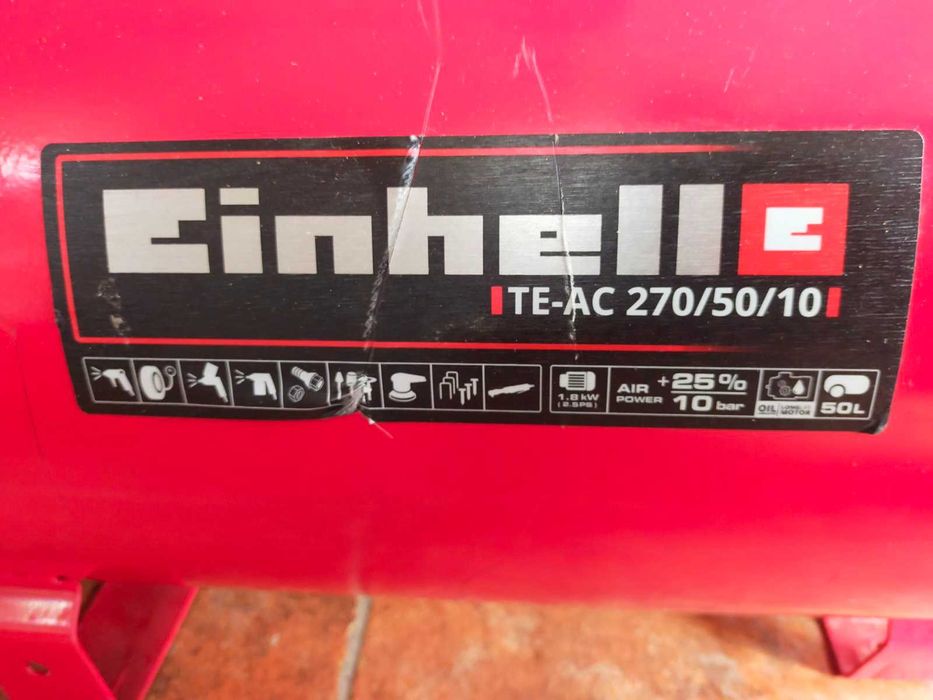 Einhell
TE-AC 270/50/10
1.8 kW
(2.5PS)
AIR POWER
+25%
10 bar
OIL
LONGLIFE
MOTOR
50L